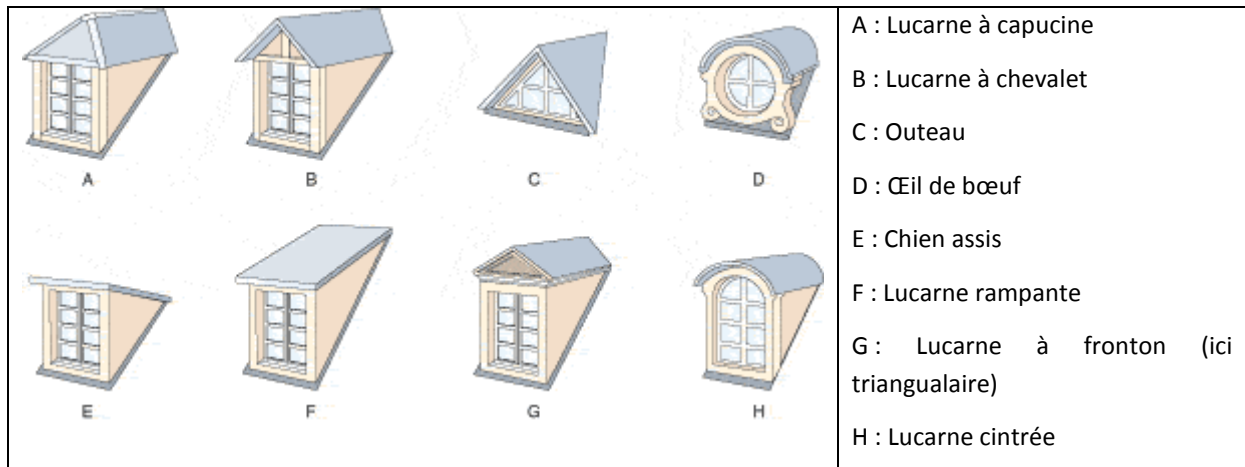 A
B
C
D
E
F
G
H
A : Lucarne à capucine
B : Lucarne à chevalet
C : Outeau
D : Œil de bœuf
E : Chien assis
F : Lucarne rampante
G : Lucarne à fronton (ici
triangualaire)
H : Lucarne cintrée